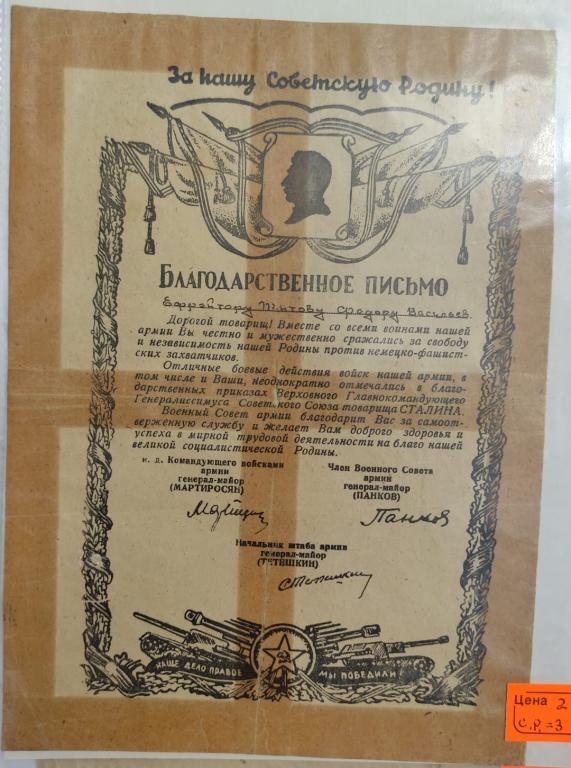 За нашу Советскую Родину!
БЛАГОДАРСТВЕННОЕ ПИСЬМО
Ефрейтору Титову Федору Васильев.
Дорогой товарищ! Вместе со всеми воинами нашей
армии Вы честно и мужественно сражались за свободу
и независимость нашей Родины против немецко-фашист-
ских захватчиков.
Отличные боевые действия войск нашей армии, в
том числе и Ваши, неоднократно отмечались в благо-
дарственных приказах Верховного Главнокомандующего
Генералиссимуса Советского Союза товарища СТАЛИНА.
Военный Совет армии благодарит Вас за самоот-
верженную службу и желает Вам доброго здоровья и
успеха в мирной трудовой деятельности на благо нашей
великой социалистической Родины.
и. д. Командующего войсками
армии
генерал-майор
(МАРТИРОСЯН)
Член Военного Совета
армии
генерал-майор
(ПАНКОВ)
Панков
Начальник штаба армии
генерал-майор
(ТЕТЕШКИН)
С Тетешкин
НАШЕ ДЕЛО ПРАВОЕ
МЫ ПОБЕДИЛИ
Цена 2
С.Р.=3